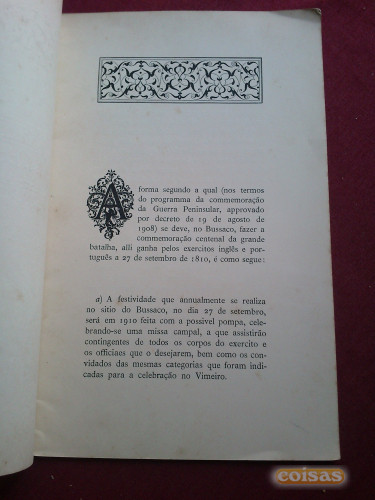 A forma segundo a qual (nos termos
do programma da commemoração
da Guerra Peninsular, approvado
por decreto de 19 de agosto de
1908) se deve, no Bussaco, fazer a
commemoração centenal da grande
batalha, alli ganha pelos exercitos inglês e por-
tuguês a 27 de setembro de 1810, é como segue:
a) A festividade que annualmente se realiza
no sitio do Bussaco, no dia 27 de setembro,
será em 1910 feita com a possivel pompa, cele-
brando-se uma missa campal, a que assistirão
contingentes de todos os corpos do exercito e
os officiaes que o desejarem, bem como os con-
vidados das mesmas categorias que foram indi-
cadas para a celebração no Vimeiro.
coisas